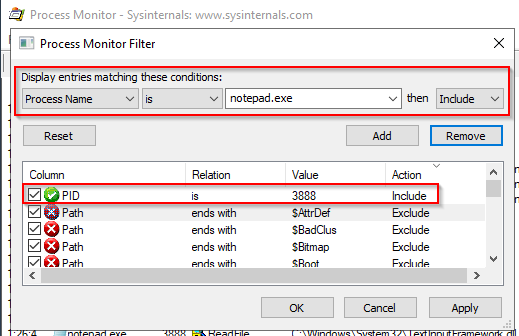 Process Monitor - Sysinternals: www.sysinternals.com
Process Monitor Filter
Display entries matching these conditions:
Process Name is notepad.exe then Include
Reset Add Remove
Column Relation Value Action
PID is 3888 Include
Path ends with $AttrDef Exclude
Path ends with $BadClus Exclude
Path ends with $Bitmap Exclude
Path ends with $Boot Exclude
OK Cancel Apply
1:26:4 notepad.exe 3888 ReadFile C:\Windows\System32\TextInputFramework.dll